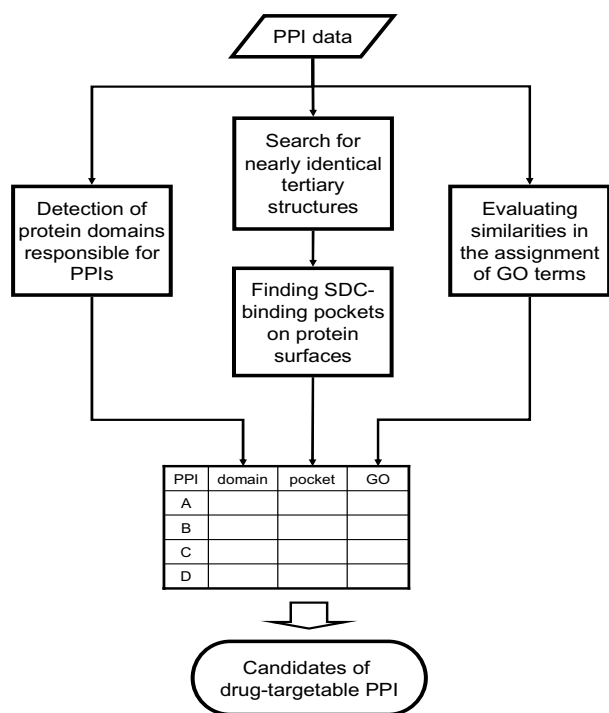 PPI data
Search for
nearly identical
tertiary
structures
Detection of
protein domains
responsible for
PPIs
Evaluating
similarities in
the assignment
of GO terms
Finding SDC-
binding pockets
on protein
surfaces
PPI domain pocket GO
A
B
C
D
Candidates of
drug-targetable PPI